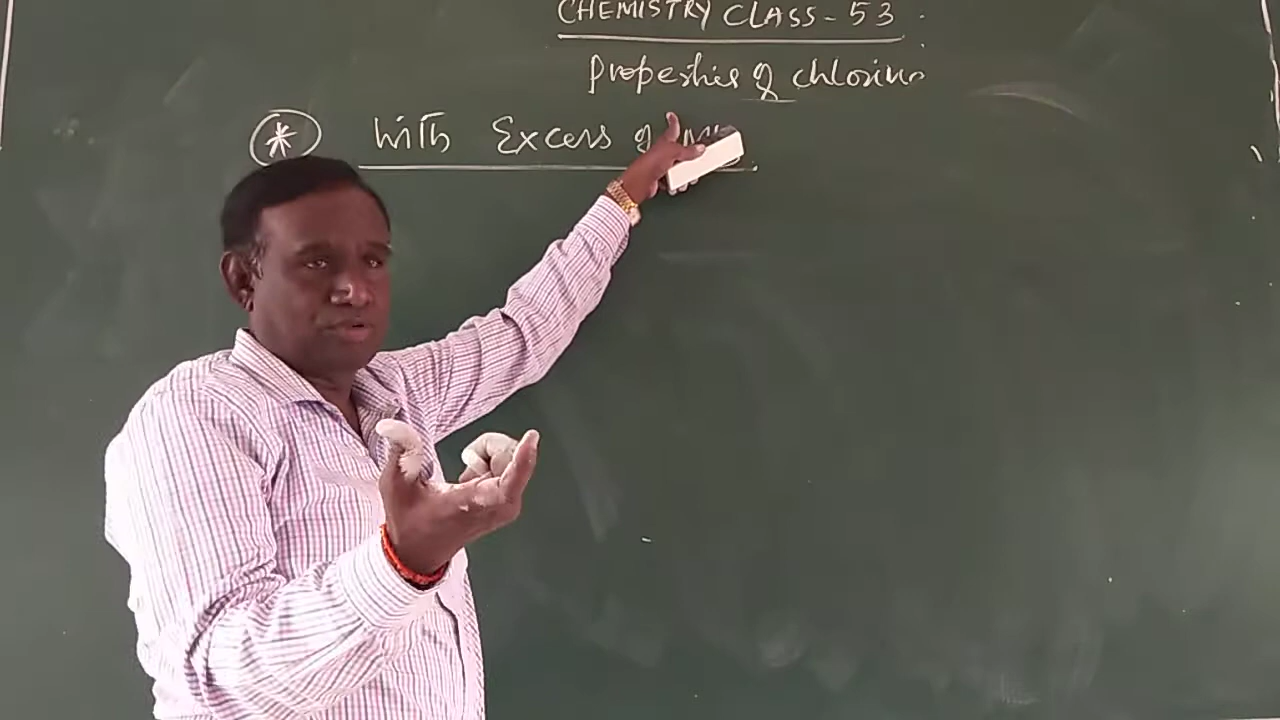 CHEMISTRY CLASS - 53
Properties of chlorine
* With Excess of